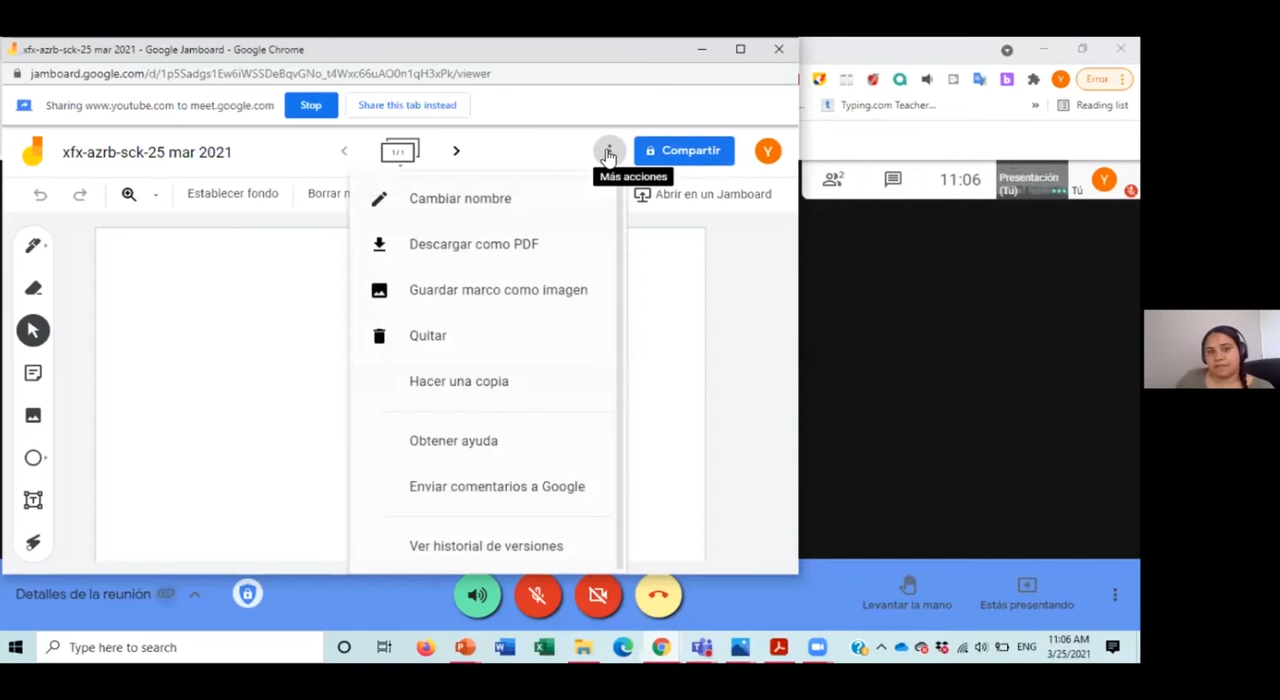 xfx-azrb-sck-25 mar 2021 - Google Jamboard - Google Chrome
jamboard.google.com/d/1p5Sadgs1Ew6iWSSDeBqvGNo_t4Wxc66uAO0n1qH3xPk/viewer
Sharing www.youtube.com to meet.google.com
Stop
Share this tab instead
xfx-azrb-sck-25 mar 2021
1/1
Compartir
Y
Más acciones
Establecer fondo
Borrar
Abrir en un Jamboard
Cambiar nombre
Descargar como PDF
Guardar marco como imagen
Quitar
Hacer una copia
Obtener ayuda
Enviar comentarios a Google
Ver historial de versiones
Y
Error
Typing.com Teacher...
»
Reading list
2
11:06
Presentación
(Tú)
Tú
Y
Detalles de la reunión
Levantar la mano
Estás presentando
Type here to search
ENG
11:06 AM
3/25/2021